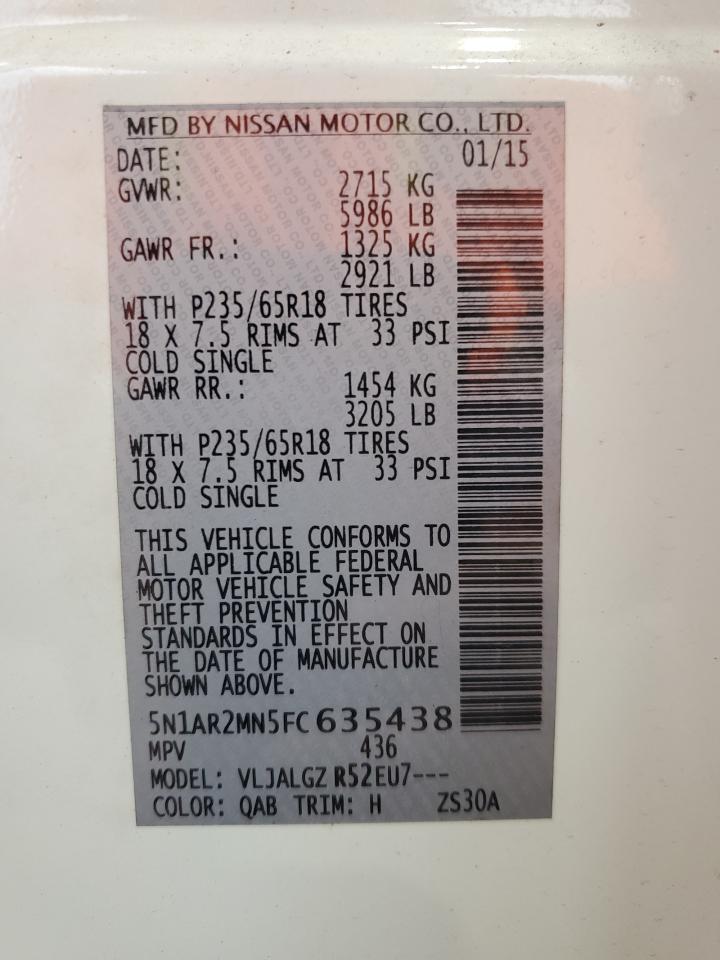 MFD BY NISSAN MOTOR CO., LTD.
DATE: 01/15
GVWR: 2715 KG
5986 LB
GAWR FR.: 1325 KG
2921 LB
WITH P235/65R18 TIRES
18 X 7.5 RIMS AT 33 PSI
COLD SINGLE
GAWR RR.: 1454 KG
3205 LB
WITH P235/65R18 TIRES
18 X 7.5 RIMS AT 33 PSI
COLD SINGLE
THIS VEHICLE CONFORMS TO
ALL APPLICABLE FEDERAL
MOTOR VEHICLE SAFETY AND
THEFT PREVENTION
STANDARDS IN EFFECT ON
THE DATE OF MANUFACTURE
SHOWN ABOVE.
5N1AR2MN5FC635438
MPV 436
MODEL: VLJALGZ R52EU7---
COLOR: QAB TRIM: H ZS30A